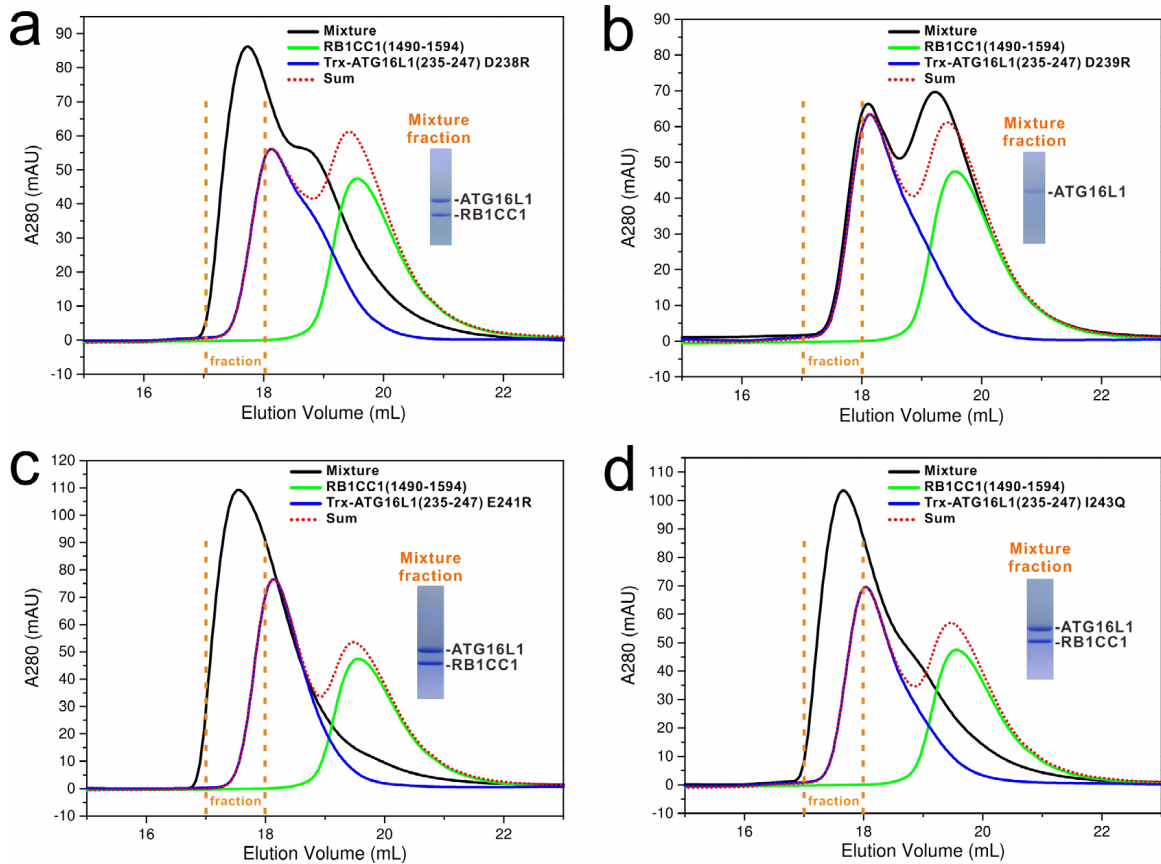 a
90
80
70
60
50
40
30
20
10
0
-10
A280 (mAU)
16
18
20
22
Elution Volume (mL)
Mixture
RB1CC1(1490-1594)
Trx-ATG16L1(235-247) D238R
Sum
Mixture
fraction
-ATG16L1
-RB1CC1
fraction
b
90
80
70
60
50
40
30
20
10
0
-10
A280 (mAU)
16
18
20
22
Elution Volume (mL)
Mixture
RB1CC1(1490-1594)
Trx-ATG16L1(235-247) D239R
Sum
Mixture
fraction
-ATG16L1
fraction
c
120
110
100
90
80
70
60
50
40
30
20
10
0
-10
A280 (mAU)
16
18
20
22
Elution Volume (mL)
Mixture
RB1CC1(1490-1594)
Trx-ATG16L1(235-247) E241R
Sum
Mixture
fraction
-ATG16L1
-RB1CC1
fraction
d
110
100
90
80
70
60
50
40
30
20
10
0
-10
A280 (mAU)
16
18
20
22
Elution Volume (mL)
Mixture
RB1CC1(1490-1594)
Trx-ATG16L1(235-247) I243Q
Sum
Mixture
fraction
-ATG16L1
-RB1CC1
fraction